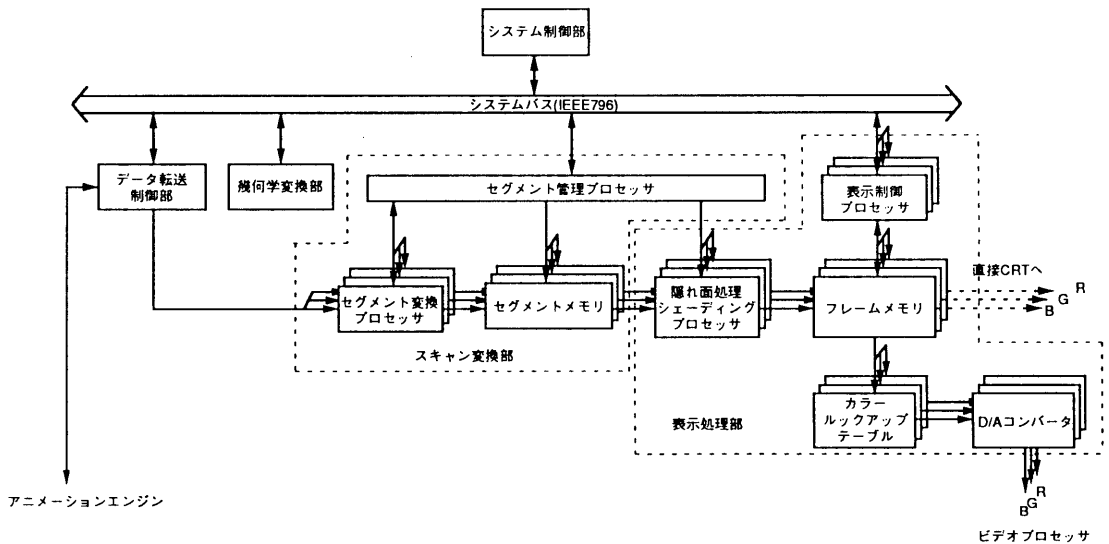 システム制御部
システムバス(IEEE796)
データ転送
制御部
幾何学変換部
セグメント管理プロセッサ
表示制御
プロセッサ
セグメント変換
プロセッサ
セグメントメモリ
隠れ面処理
シェーディング
プロセッサ
フレームメモリ
直接CRTへ
R
G
B
スキャン変換部
表示処理部
カラー
ルックアップ
テーブル
D/Aコンバータ
R
G
B
アニメーションエンジン
ビデオプロセッサ